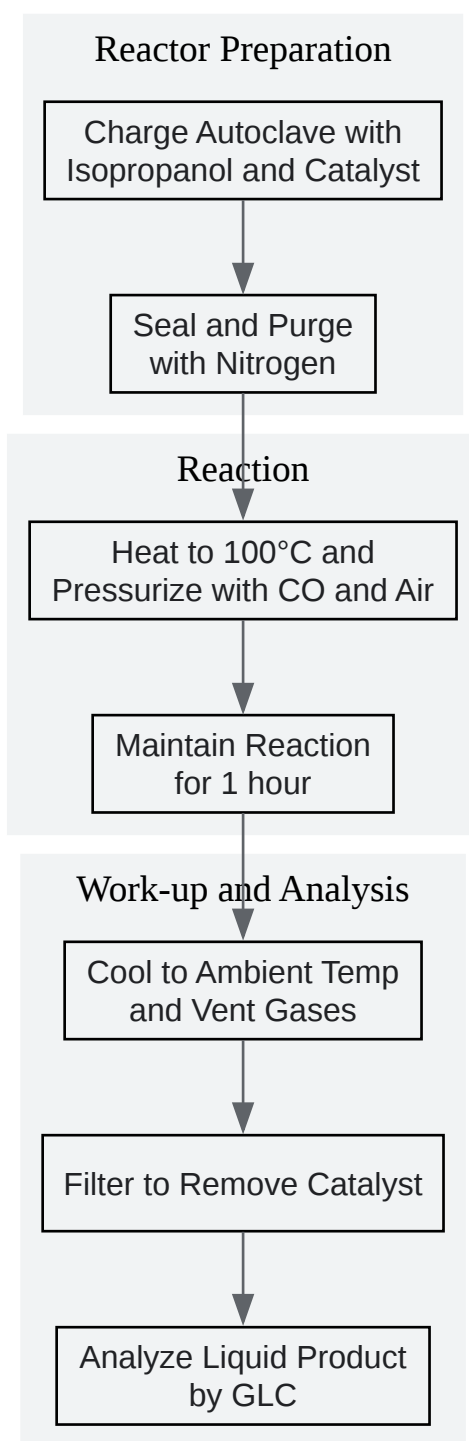 Reactor Preparation
Charge Autoclave with
Isopropanol and Catalyst
Seal and Purge
with Nitrogen
Reaction
Heat to 100°C and
Pressurize with CO and Air
Maintain Reaction
for 1 hour
Work-up and Analysis
Cool to Ambient Temp
and Vent Gases
Filter to Remove Catalyst
Analyze Liquid Product
by GLC